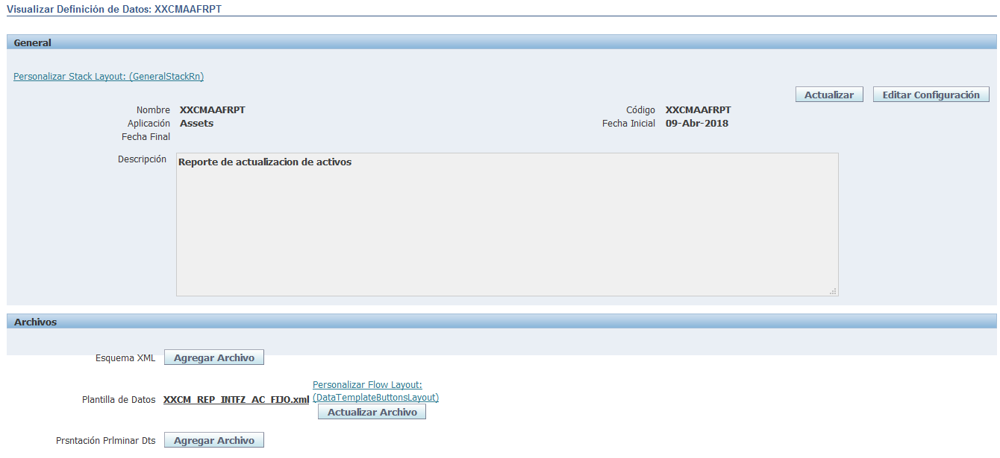 Visualizar Definición de Datos: XXCMAAFRPT
General
Personalizar Stack Layout: (GeneralStackRn)
Actualizar Editar Configuración
Nombre XXCMAAFRPT Código XXCMAAFRPT
Aplicación Assets Fecha Inicial 09-Abr-2018
Fecha Final
Descripción Reporte de actualizacion de activos
Archivos
Esquema XML Agregar Archivo
Personalizar Flow Layout:
Plantilla de Datos XXCM_REP_INTFZ_AC_FIJO.xml (DataTemplateButtonsLayout)
Actualizar Archivo
Prsntación Prlminar Dts Agregar Archivo